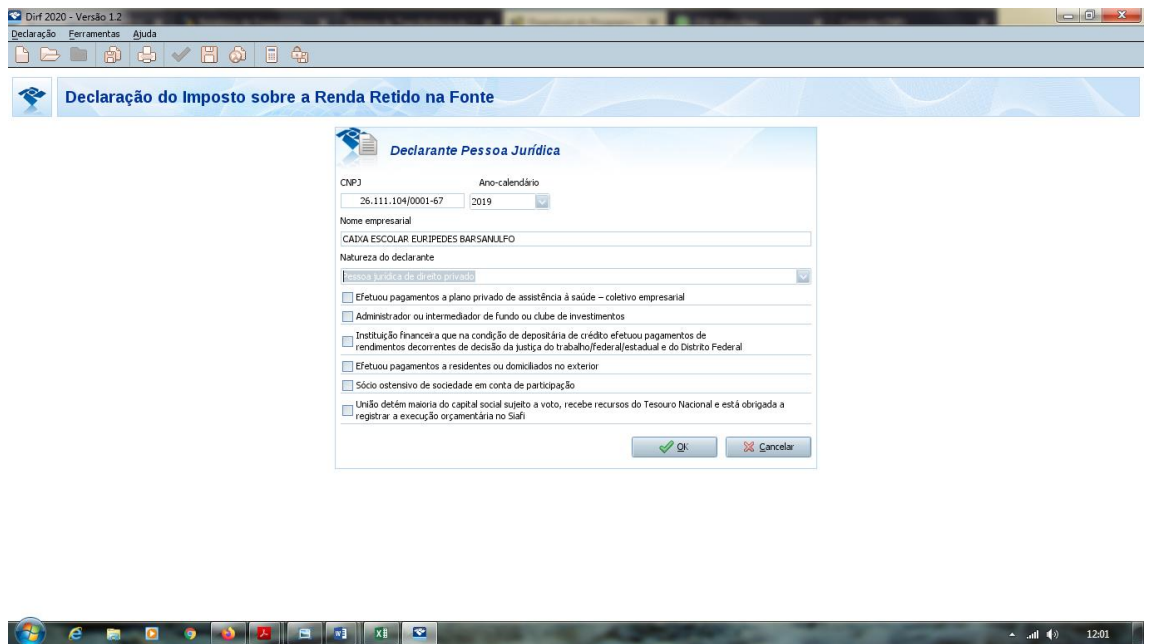 Dirf 2020 - Versão 1.2
Declaração Ferramentas Ajuda
Declaração do Imposto sobre a Renda Retido na Fonte
Declarante Pessoa Jurídica
CNPJ Ano-calendário
26.111.104/0001-67 2019
Nome empresarial
CAIXA ESCOLAR EURIPEDES BARSANULFO
Natureza do declarante
Pessoa jurídica de direito privado
Efetuou pagamentos a plano privado de assistência à saúde – coletivo empresarial
Administrador ou intermediador de fundo ou clube de investimentos
Instituição financeira que na condição de depositária de crédito efetuou pagamentos de
rendimentos decorrentes de decisão da justiça do trabalho/federal/estadual e do Distrito Federal
Efetuou pagamentos a residentes ou domiciliados no exterior
Sócio ostensivo de sociedade em conta de participação
União detém maioria do capital social sujeito a voto, recebe recursos do Tesouro Nacional e está obrigada a
registrar a execução orçamentária no Siafi
OK Cancelar
12:01